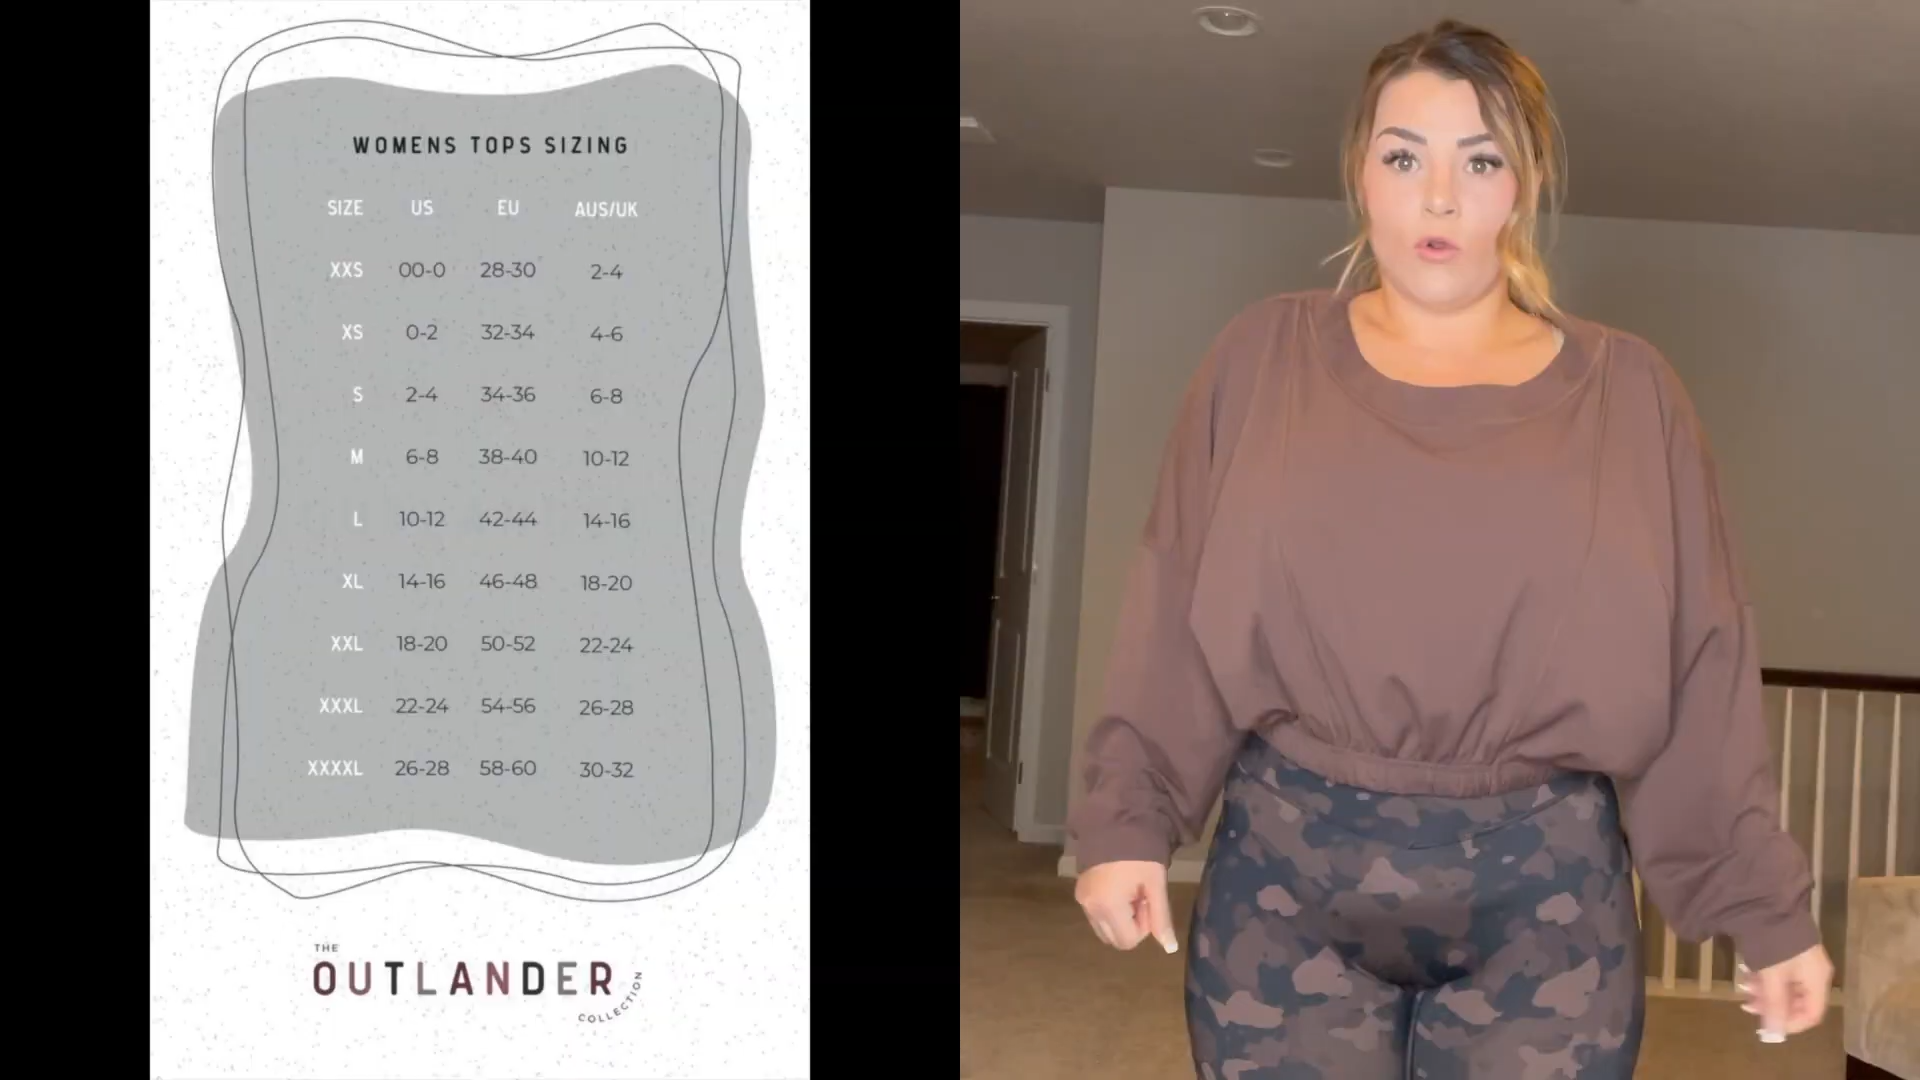 WOMENS TOPS SIZING
SIZE US EU AUS/UK
XXS 00-0 28-30 2-4
XS 0-2 32-34 4-6
S 2-4 34-36 6-8
M 6-8 38-40 10-12
L 10-12 42-44 14-16
XL 14-16 46-48 18-20
XXL 18-20 50-52 22-24
XXXL 22-24 54-56 26-28
XXXXL 26-28 58-60 30-32
THE
OUTLANDER
COLLECTION